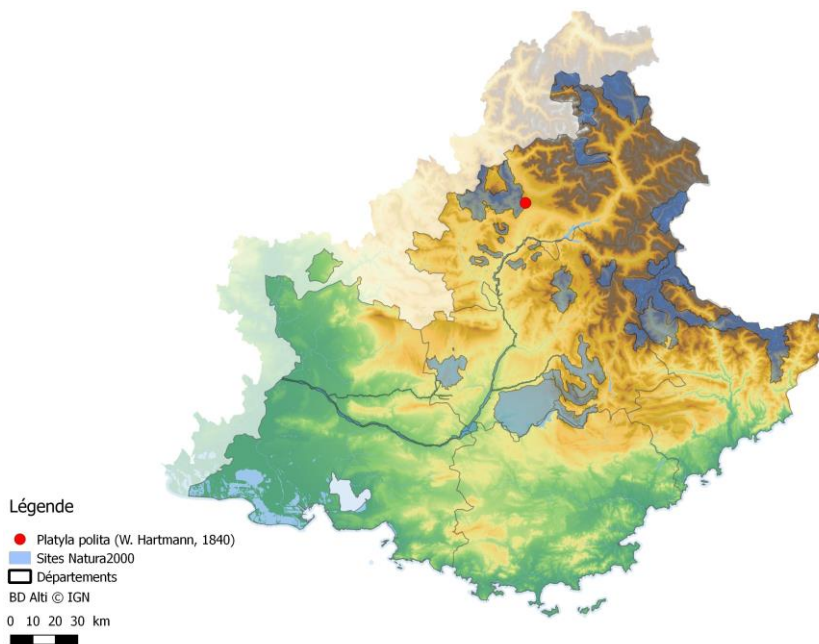 Légende
Platyla polita (W. Hartmann, 1840)
Sites Natura2000
Départements
BD Alti © IGN
0 10 20 30 km